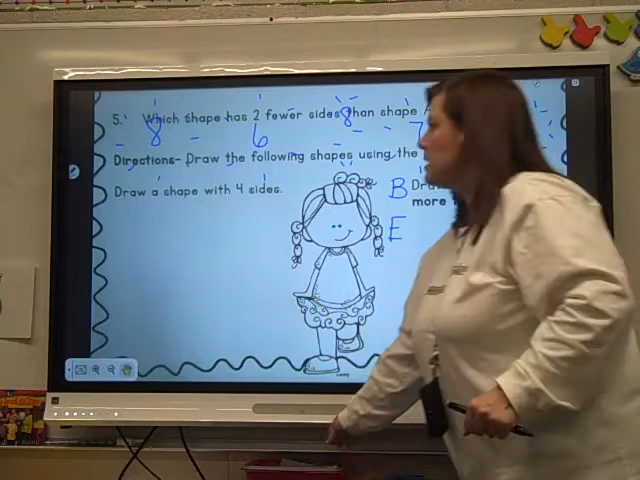 5. Which shape has 2 fewer sides than shape
8 6 8 7
Directions- Draw the following shapes using the
Draw a shape with 4 sides.
B
more
E